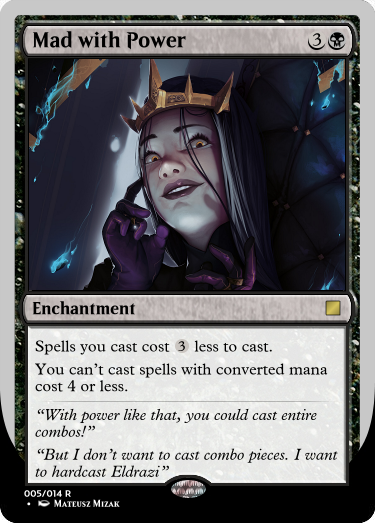 Mad with Power 3
Enchantment
Spells you cast cost 3 less to cast.
You can't cast spells with converted mana
cost 4 or less.
“With power like that, you could cast entire
combos!”
“But I don't want to cast combo pieces. I want
to hardcast Eldrazi”
005/014 R
• Mateusz Mizak